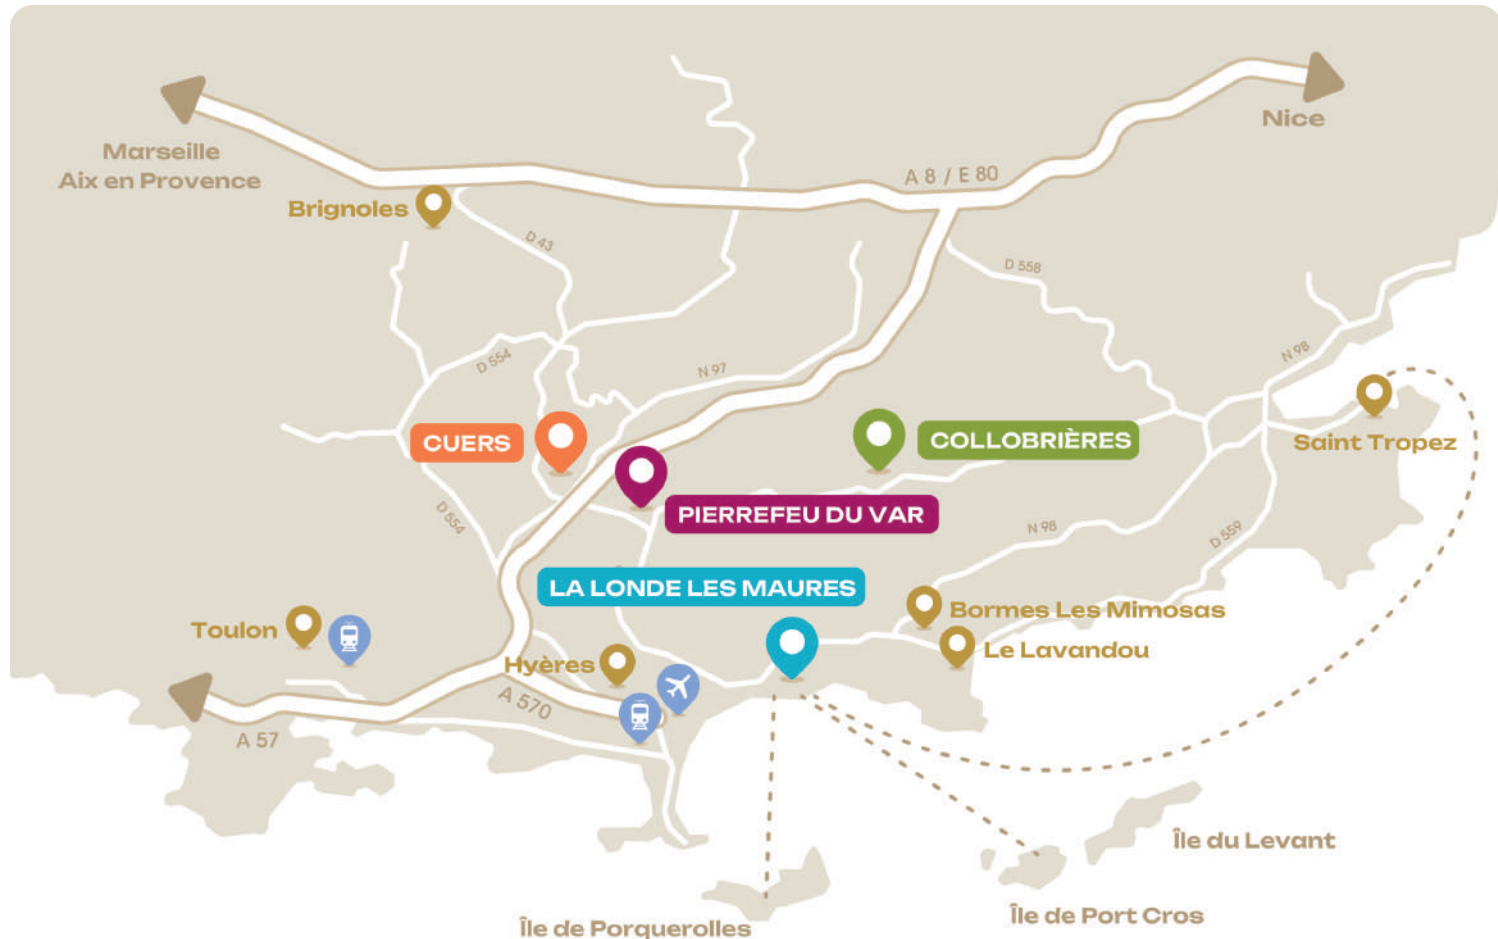 Nice
Marseille
Aix en Provence
A 8 / E 80
Brignoles
D 43
D 558
N 98
D 554
N 97
CUERS
COLLOBRIÈRES
Saint Tropez
PIERREFEU DU VAR
D 554
N 98
D 559
LA LONDE LES MAURES
Bormes Les Mimosas
Toulon
Le Lavandou
Hyères
A 570
A 57
Île du Levant
Île de Port Cros
Île de Porquerolles